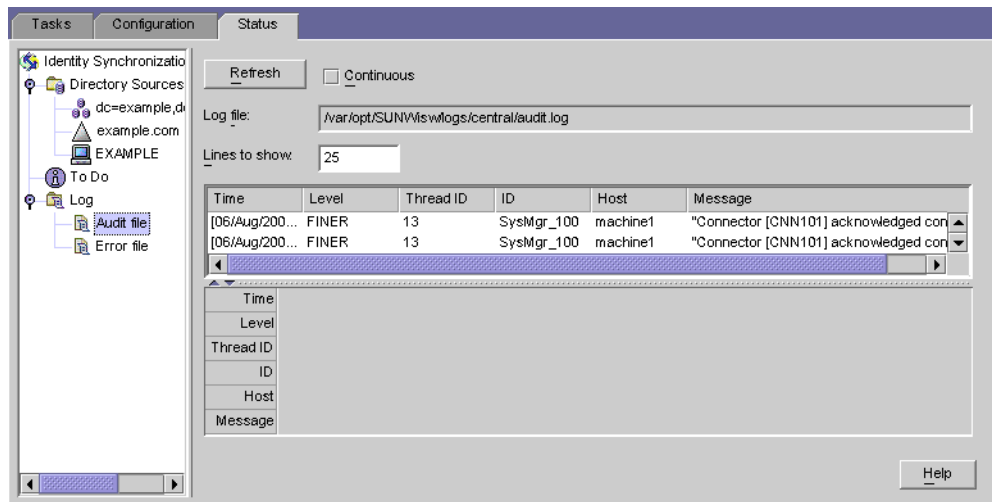 Tasks Configuration Status
Identity Synchronizatio
Directory Sources
dc=example,d
example.com
EXAMPLE
To Do
Log
Audit file
Error file
Refresh Continuous
Log file: /var/opt/SUNWisw/logs/central/audit.log
Lines to show: 25
Time Level Thread ID ID Host Message
[06/Aug/200... FINER 13 SysMgr_100 machine1 "Connector [CNN101] acknowledged con
[06/Aug/200... FINER 13 SysMgr_100 machine1 "Connector [CNN101] acknowledged con
Time
Level
Thread ID
ID
Host
Message
Help